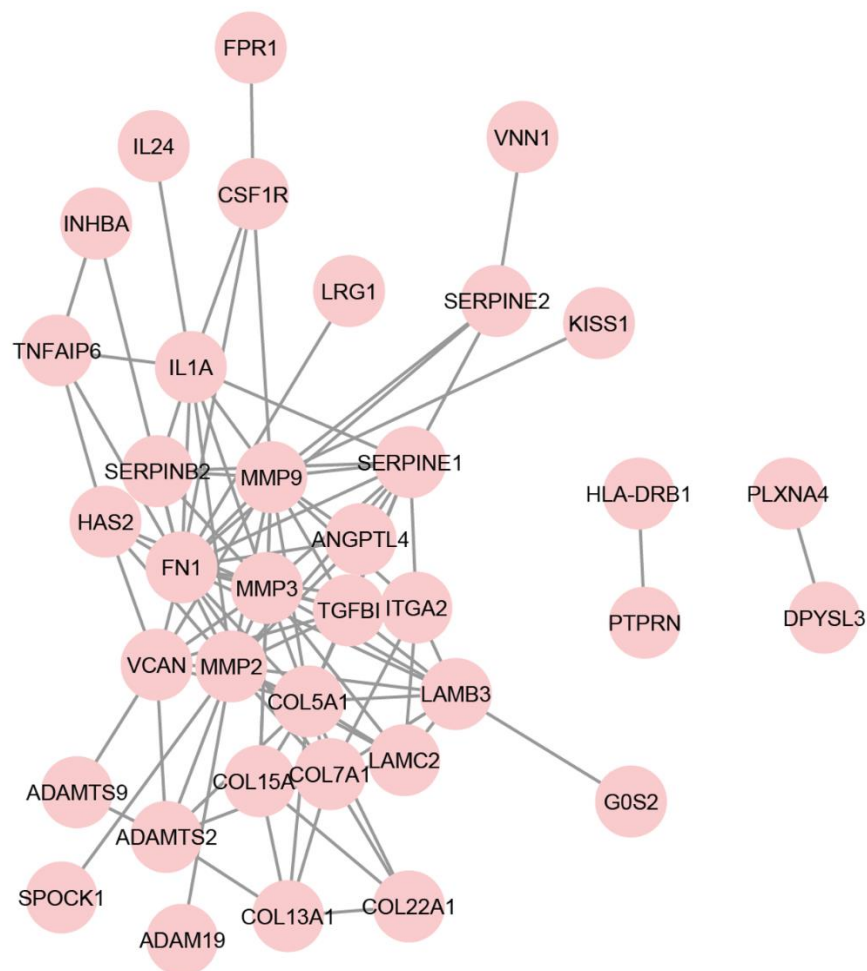 FPR1
IL24
VNN1
CSF1R
INHBA
LRG1
SERPINE2
KISS1
TNFAIP6
IL1A
SERPINB2
MMP9
SERPINE1
HLA-DRB1
PLXNA4
HAS2
ANGPTL4
FN1
MMP3
TGFBI
ITGA2
PTPRN
DPYSL3
VCAN
MMP2
COL5A1
LAMB3
COL15A
COL7A1
LAMC2
ADAMTS9
G0S2
ADAMTS2
SPOCK1
COL13A1
COL22A1
ADAM19